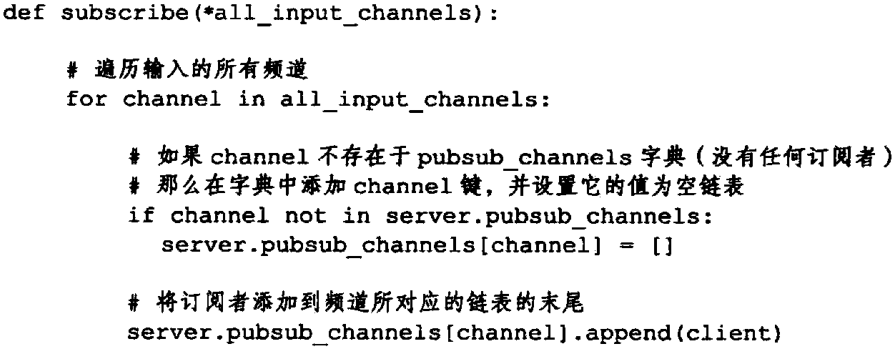 def subscribe(*all_input_channels):
# 遍历输入的所有频道
for channel in all_input_channels:
# 如果 channel 不存在于 pubsub_channels 字典（没有任何订阅者）
# 那么在字典中添加 channel 键，并设置它的值为空链表
if channel not in server.pubsub_channels:
server.pubsub_channels[channel] = []
# 将订阅者添加到频道所对应的链表的末尾
server.pubsub_channels[channel].append(client)